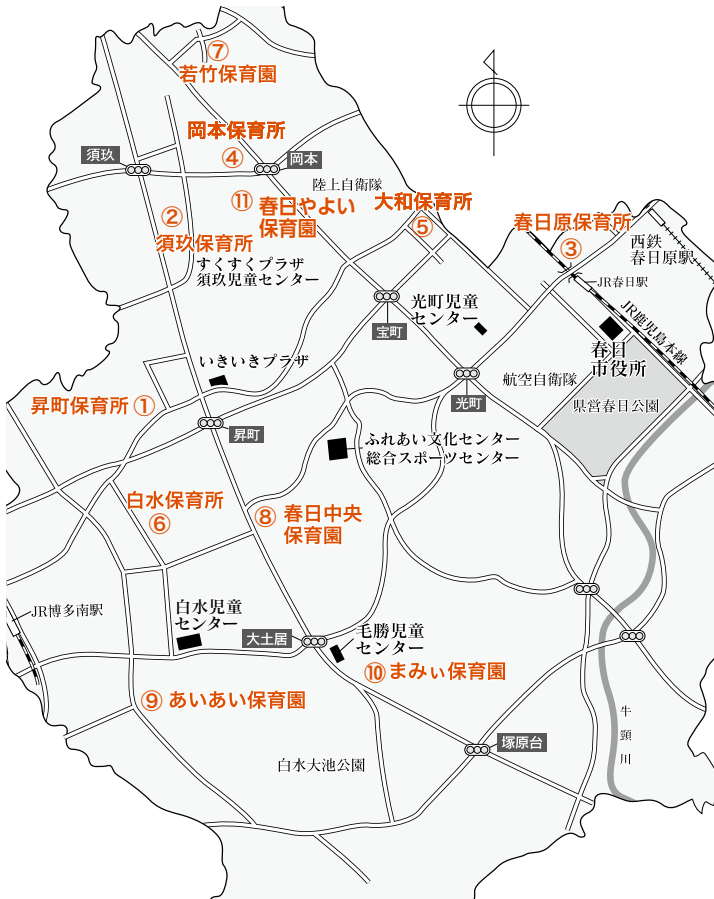 ⑦
若竹保育園
岡本保育所
④
須玖
岡本
陸上自衛隊
⑪
春日やよい
保育園
大和保育所
⑤
②
須玖保育所
春日原保育所
③
西鉄
春日原駅
すくすくプラザ
須玖児童センター
JR春日駅
光町児童
センター
JR鹿児島本線
宝町
春日
市役所
いきいきプラザ
航空自衛隊
光町
県営春日公園
昇町保育所①
昇町
ふれあい文化センター
総合スポーツセンター
白水保育所
⑥
⑧
春日中央
保育園
JR博多南駅
白水児童
センター
大土居
毛勝児童
センター
⑩まみぃ保育園
⑨あいあい保育園
牛
頸
川
塚原台
白水大池公園